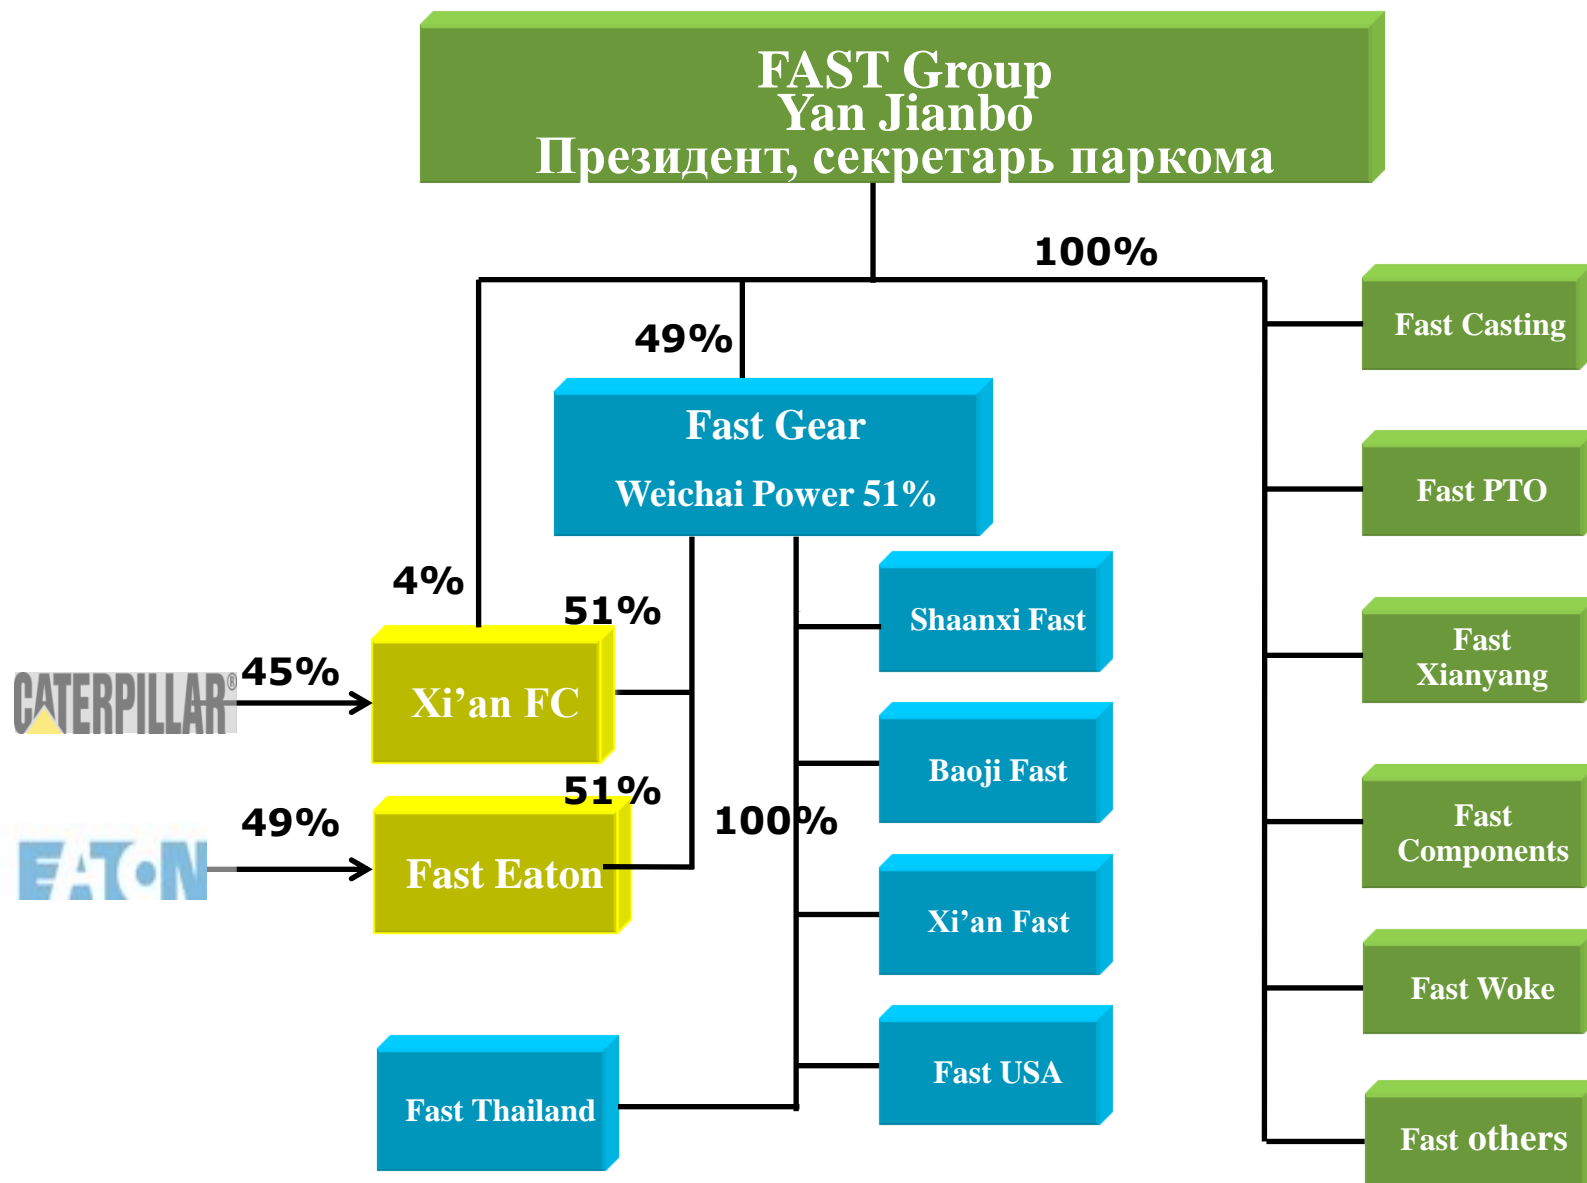 FAST Group
Yan Jianbo
Президент, секретарь паркома
100%
49%
Fast Gear
Weichai Power 51%
4%
51%
45%
CATERPILLAR®
Xi’an FC
51%
49%
EATON
Fast Eaton
100%
Shaanxi Fast
Baoji Fast
Xi’an Fast
Fast USA
Fast Thailand
Fast Casting
Fast PTO
Fast
Xianyang
Fast
Components
Fast Woke
Fast others